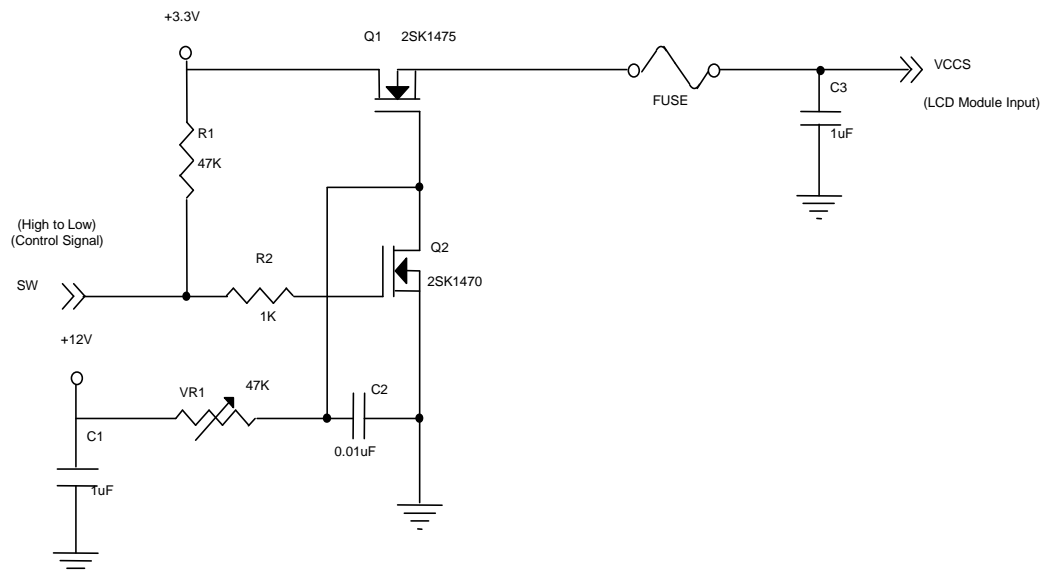 +3.3V
Q1 2SK1475
VCCS
FUSE
C3
(LCD Module Input)
1uF
R1
47K
(High to Low)
(Control Signal)
SW
R2
1K
Q2
2SK1470
+12V
VR1
47K
C2
0.01uF
C1
1uF